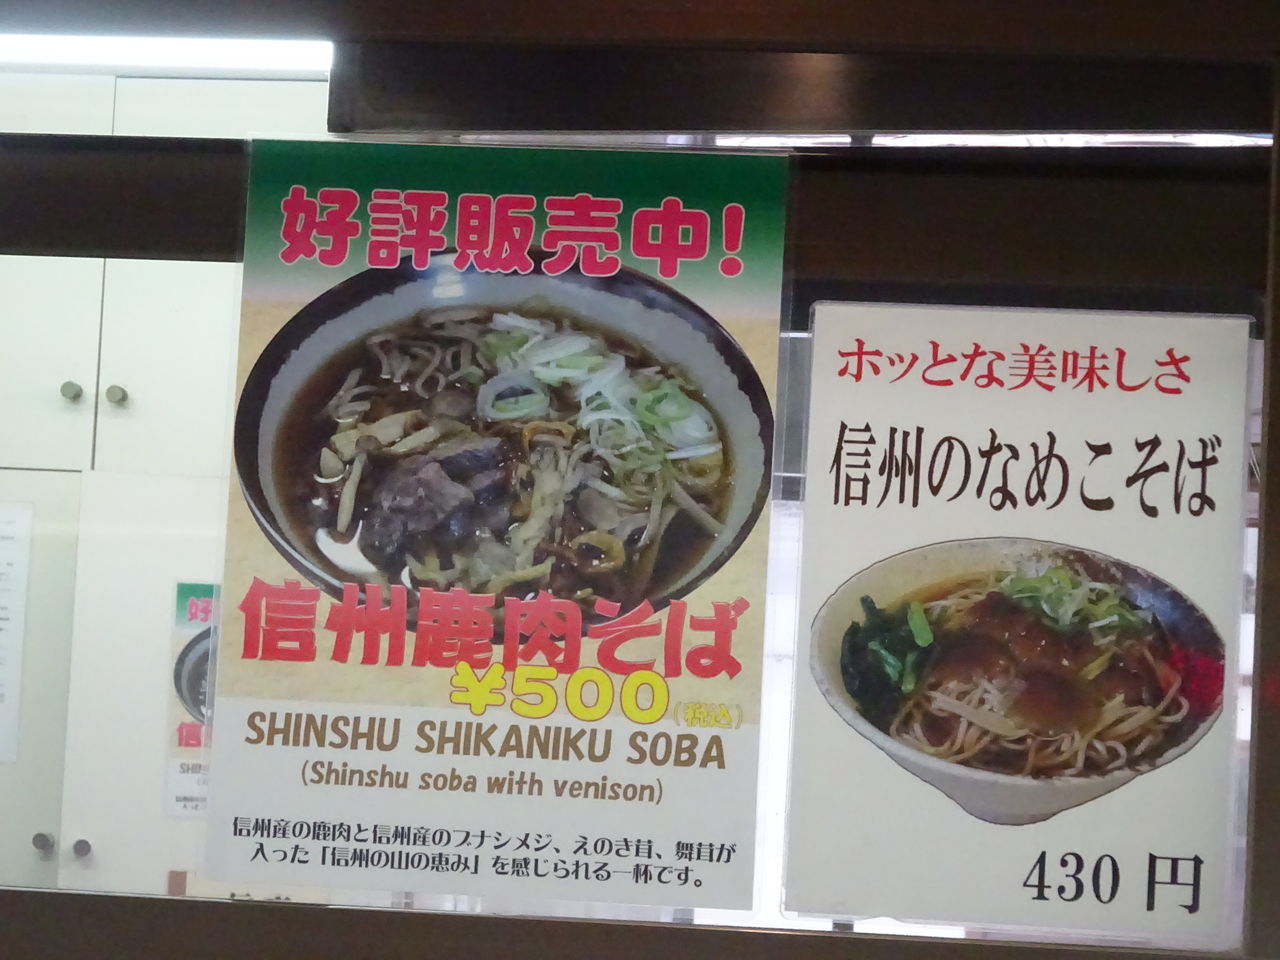 好評販売中!
信州鹿肉そば
¥500(税込)
SHINSHU SHIKANIKU SOBA
(Shinshu soba with venison)
信州産の鹿肉と信州産のブナシメジ、えのき茸、舞茸が
入った「信州の山の恵み」を感じられる一杯です。
ホッとな美味しさ
信州のなめこそば
430円